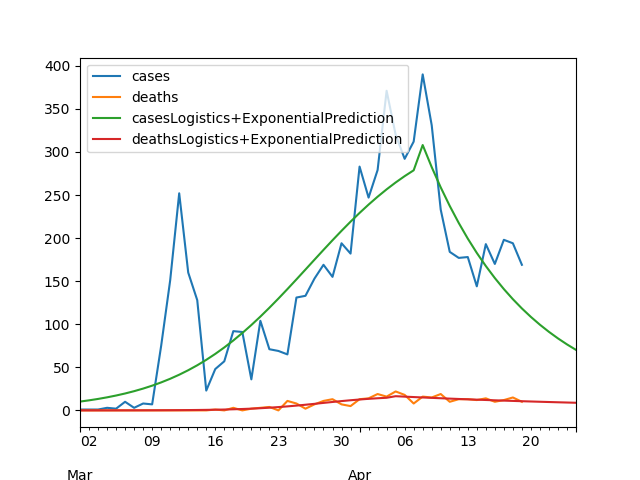 400
350
300
250
200
150
100
50
0
cases
deaths
casesLogistics+ExponentialPrediction
deathsLogistics+ExponentialPrediction
02 09 16 23 30 06 13 20
Mar Apr